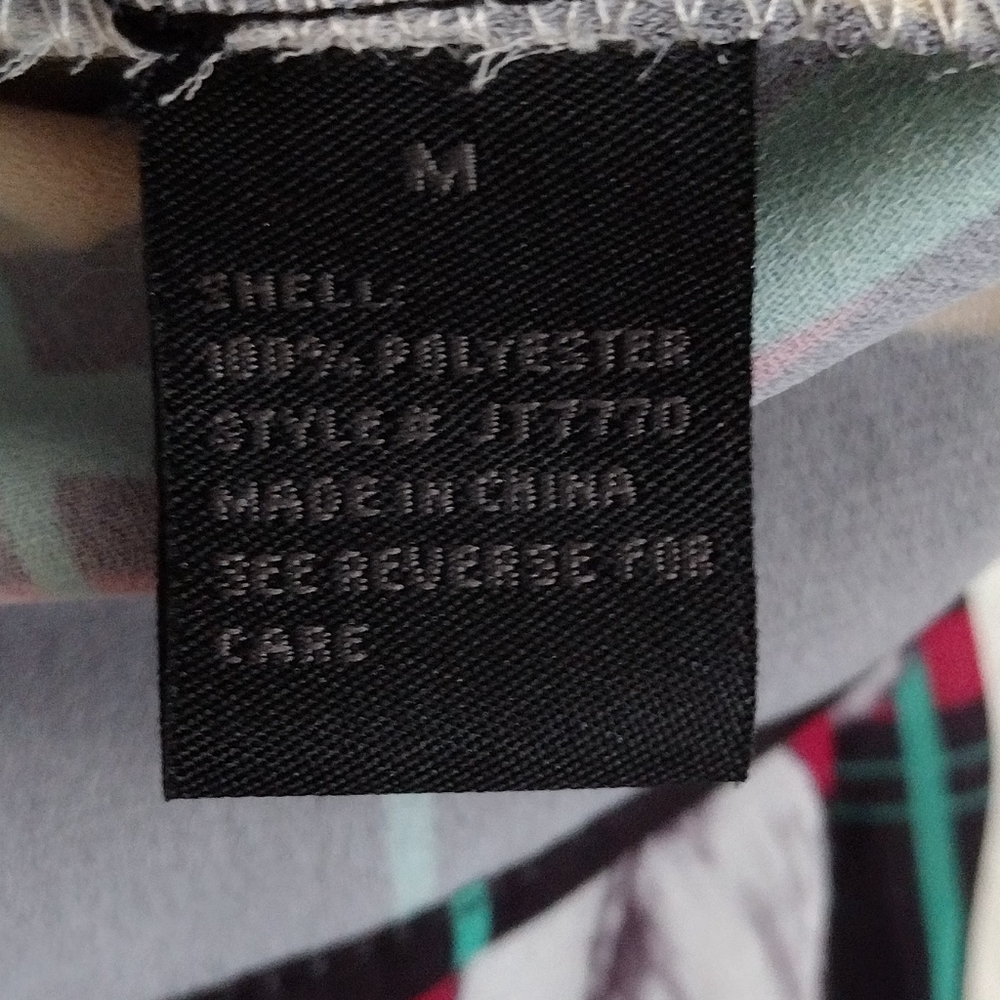 M
SHELL:
100% POLYESTER
STYLE# JT7770
MADE IN CHINA
SEE REVERSE FOR
CARE